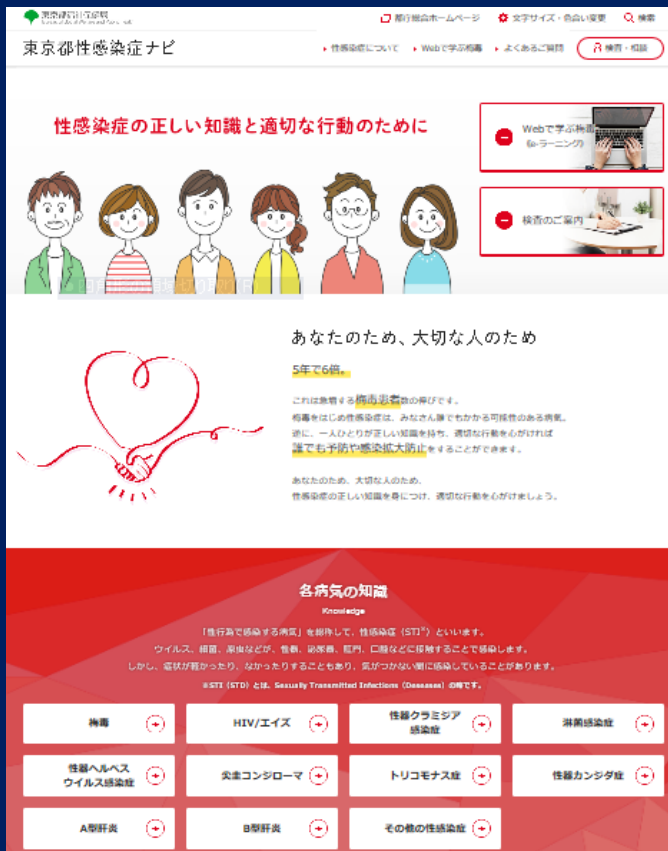 都庁総合ホームページ
文字サイズ・色合い変更
検索
東京都性感染症ナビ
性感染症について
Webで学ぶ梅毒
よくあるご質問
検査・相談
性感染症の正しい知識と適切な行動のために
Webで学ぶ梅毒
(e-ラーニング)
検査のご案内
あなたのため、大切な人のため
5年で6倍。
これは急増する梅毒患者数の伸びです。
梅毒をはじめ性感染症は、みなさん誰でもかかる可能性のある病気。
逆に、一人ひとりが正しい知識を持ち、適切な行動を心がければ
誰でも予防や感染拡大防止をすることができます。
あなたのため、大切な人のため、
性感染症の正しい知識を身につけ、適切な行動を心がけましょう。
各病気の知識
Knowledge
「性行為で感染する病気」を総称して、性感染症（STI※）といいます。
ウイルス、細菌、原虫などが、性器、泌尿器、肛門、口腔などに接触することで感染します。
しかし、症状が軽かったり、なかったりすることもあり、気がつかない間に感染していることがあります。
※STI（STD）とは、Sexually Transmitted Infections（Deseases）の略です。
梅毒
HIV/エイズ
性器クラミジア
感染症
淋菌感染症
性器ヘルペス
ウイルス感染症
尖圭コンジローマ
トリコモナス症
性器カンジダ症
A型肝炎
B型肝炎
その他の性感染症